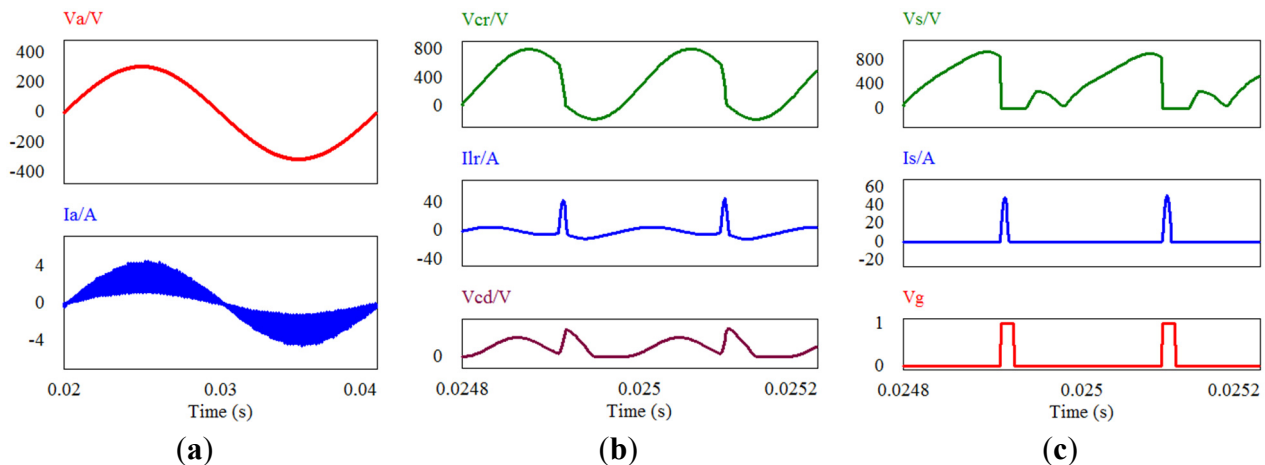 Va/V
400
200
0
-200
-400
Ia/A
4
0
-4
0.02 0.03 0.04
Time (s)
(a)
Vcr/V
800
400
0
Ilr/A
40
0
-40
Vcd/V
0
0.0248 0.025 0.0252
Time (s)
(b)
Vs/V
800
400
0
Is/A
60
40
20
0
-20
Vg
1
0
0.0248 0.025 0.0252
Time (s)
(c)